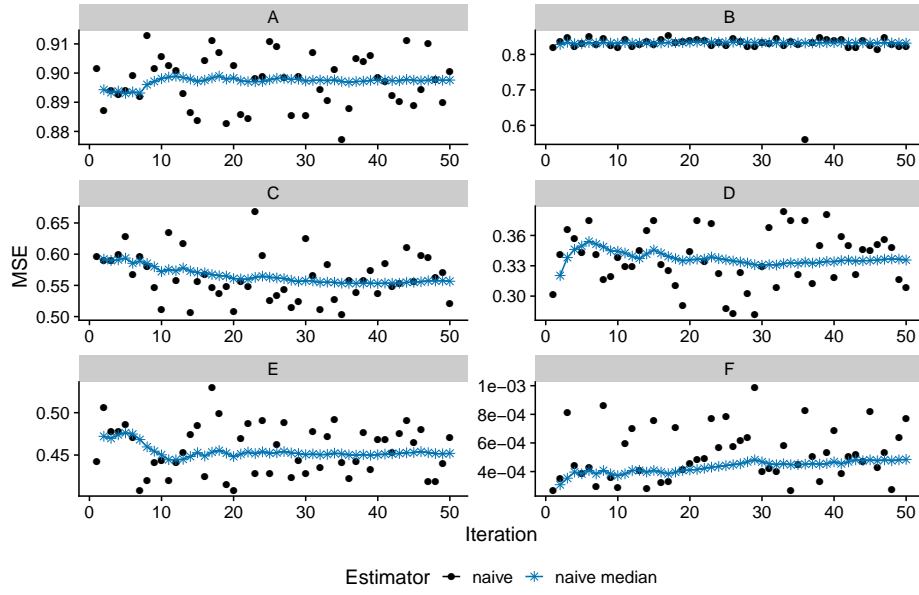 A
B
0.91
0.90
0.89
0.88
0.8
0.7
0.6
0 10 20 30 40 50
0 10 20 30 40 50
C
D
0.65
0.60
0.55
0.50
0.36
0.33
0.30
0 10 20 30 40 50
0 10 20 30 40 50
E
F
0.50
0.45
1e-03
8e-04
6e-04
4e-04
0 10 20 30 40 50
0 10 20 30 40 50
MSE
Iteration
Estimator naive naive median